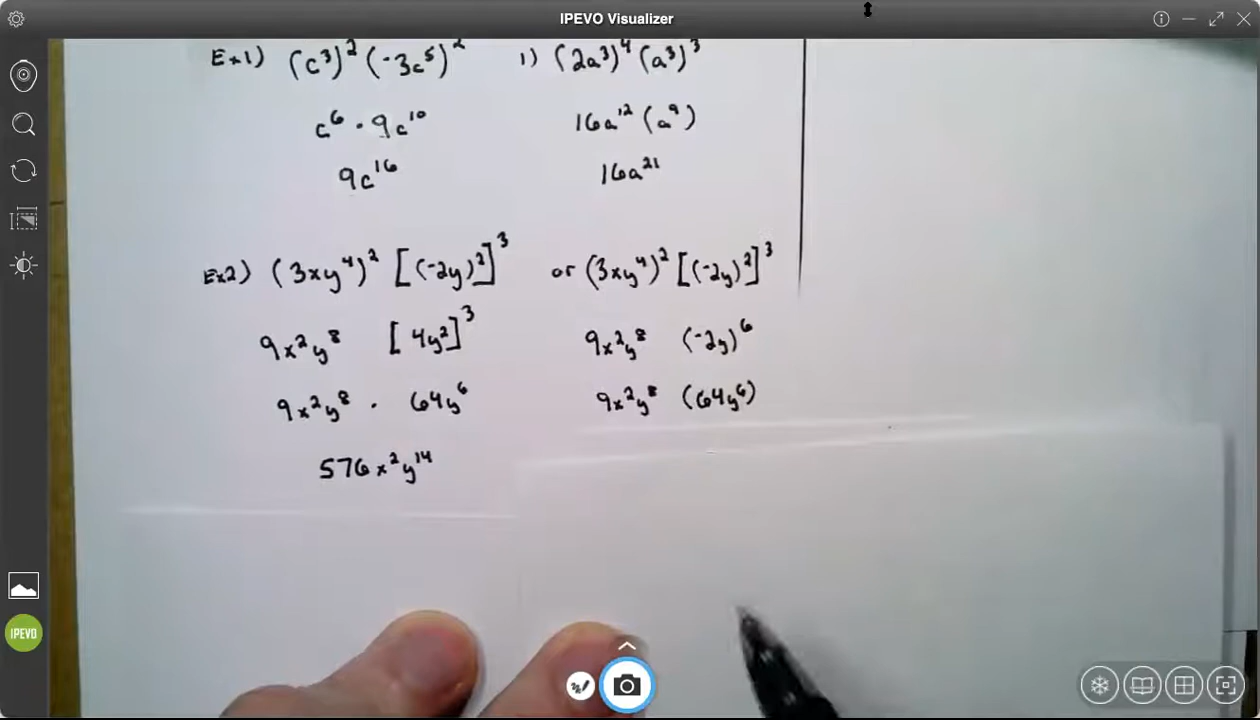 IPEVO Visualizer
Ex1) (c³)² (-3c⁵)²
c⁶ · 9c¹⁰
9c¹⁶
1) (2a³)⁴ (a³)³
16a¹² (a⁹)
16a²¹
Ex2) (3xy⁴)² [(-2y)²]³
9x²y⁸ [4y²]³
9x²y⁸ · 64y⁶
576x²y¹⁴
or (3xy⁴)² [(-2y)²]³
9x²y⁸ (-2y)⁶
9x²y⁸ (64y⁶)
IPEVO